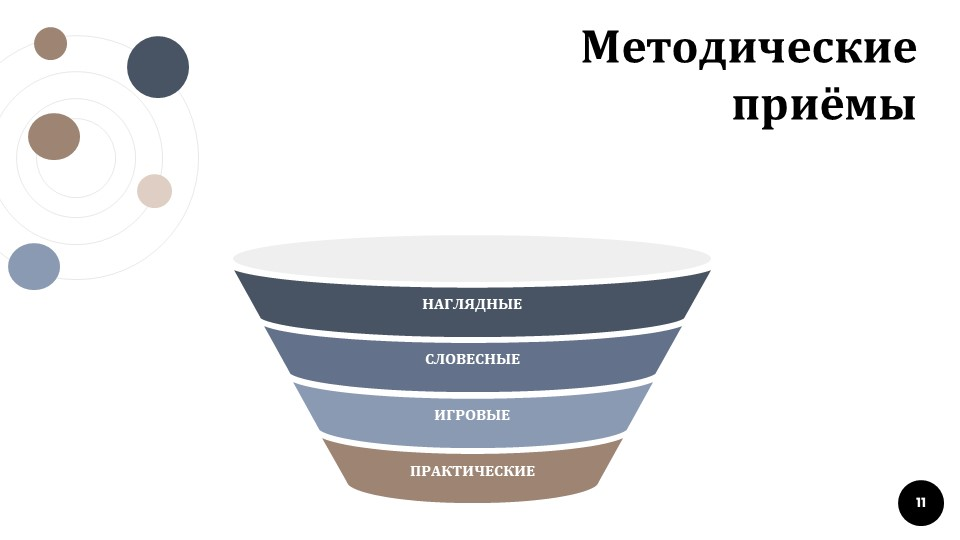 Методические
приёмы
НАГЛЯДНЫЕ
СЛОВЕСНЫЕ
ИГРОВЫЕ
ПРАКТИЧЕСКИЕ
11